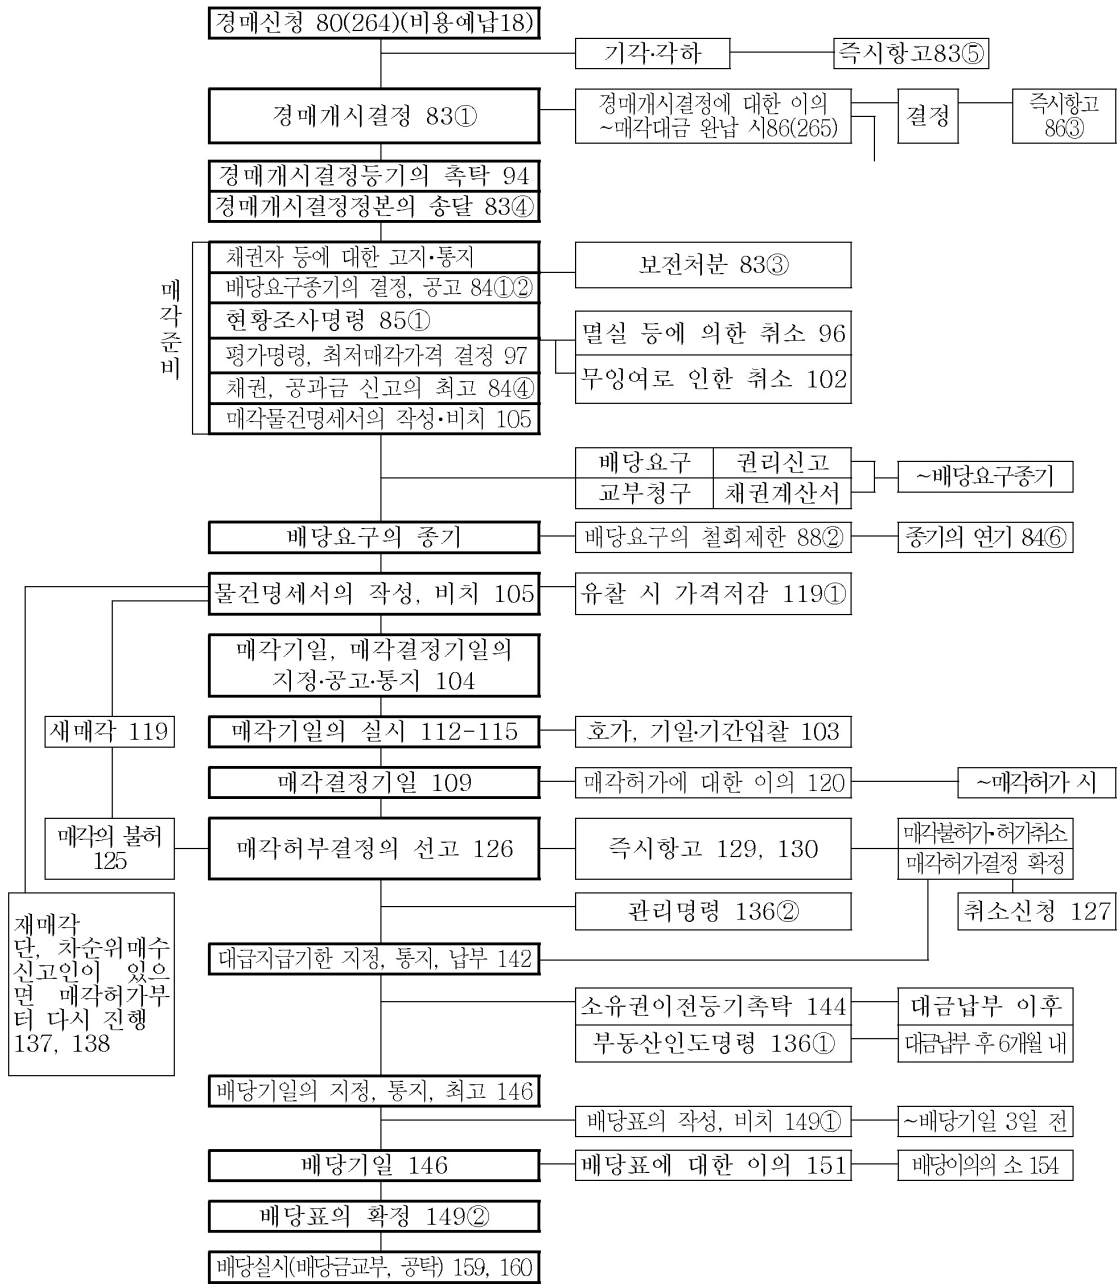 경매신청 80(264)(비용예납18)
기각·각하
즉시항고83⑤
경매개시결정 83①
경매개시결정에 대한 이의
~매각대금 완납 시86(265)
결정
즉시항고
86③
경매개시결정등기의 촉탁 94
경매개시결정정본의 송달 83④
매각준비
채권자 등에 대한 고지·통지
배당요구종기의 결정, 공고 84①②
보전처분 83③
현황조사명령 85①
평가명령, 최저매각가격 결정 97
멸실 등에 의한 취소 96
무잉여로 인한 취소 102
채권, 공과금 신고의 최고 84④
매각물건명세서의 작성·비치 105
배당요구
권리신고
교부청구
채권계산서
~배당요구종기
배당요구의 종기
배당요구의 철회제한 88②
종기의 연기 84⑥
물건명세서의 작성, 비치 105
유찰 시 가격저감 119①
매각기일, 매각결정기일의
지정·공고·통지 104
새매각 119
매각기일의 실시 112-115
호가, 기일·기간입찰 103
매각결정기일 109
매각허가에 대한 이의 120
~매각허가 시
매각의 불허
125
매각허부결정의 선고 126
즉시항고 129, 130
매각불허가·허가취소
매각허가결정 확정
취소신청 127
관리명령 136②
재매각
단, 차순위매수
신고인이 있으
면 매각허가부
터 다시 진행
137, 138
대급지급기한 지정, 통지, 납부 142
소유권이전등기촉탁 144
대금납부 이후
부동산인도명령 136①
대금납부 후 6개월 내
배당기일의 지정, 통지, 최고 146
배당표의 작성, 비치 149①
~배당기일 3일 전
배당기일 146
배당표에 대한 이의 151
배당이의의 소 154
배당표의 확정 149②
배당실시(배당금교부, 공탁) 159, 160